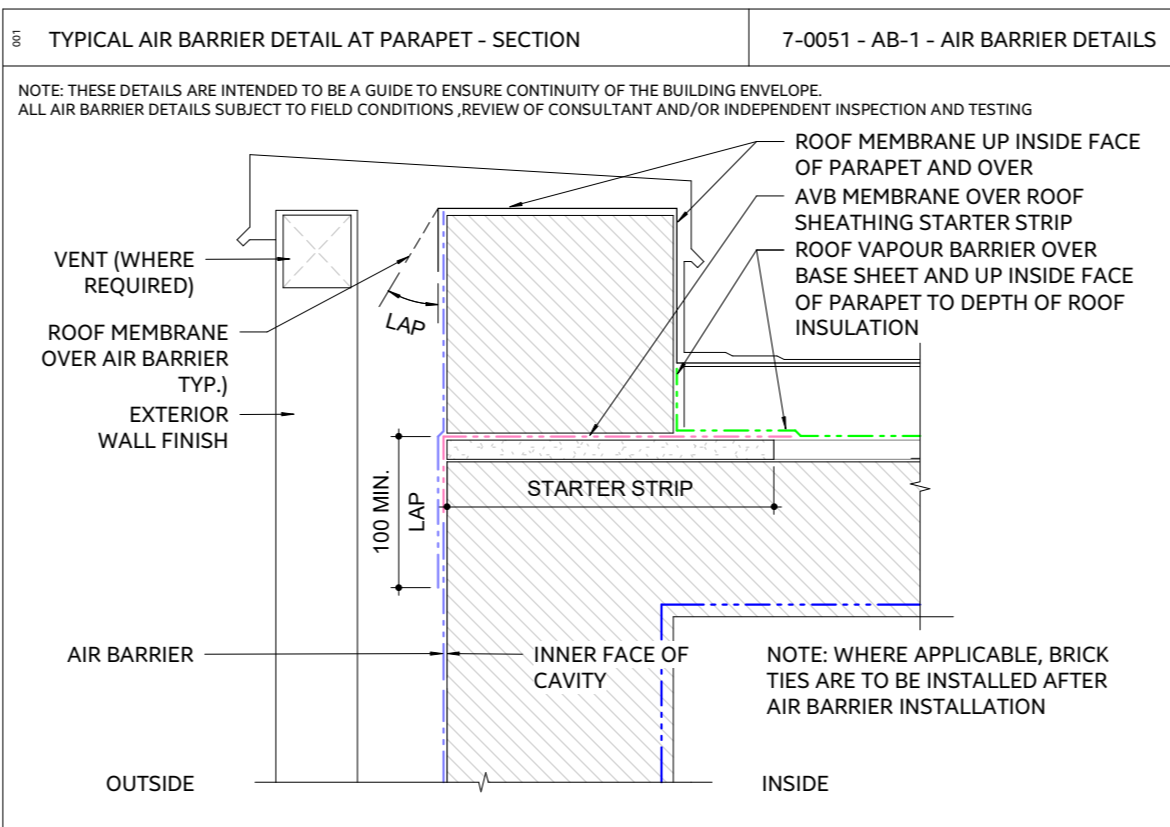 001
TYPICAL AIR BARRIER DETAIL AT PARAPET - SECTION
7-0051 - AB-1 - AIR BARRIER DETAILS
NOTE: THESE DETAILS ARE INTENDED TO BE A GUIDE TO ENSURE CONTINUITY OF THE BUILDING ENVELOPE.
ALL AIR BARRIER DETAILS SUBJECT TO FIELD CONDITIONS ,REVIEW OF CONSULTANT AND/OR INDEPENDENT INSPECTION AND TESTING
ROOF MEMBRANE UP INSIDE FACE
OF PARAPET AND OVER
AVB MEMBRANE OVER ROOF
SHEATHING STARTER STRIP
ROOF VAPOUR BARRIER OVER
BASE SHEET AND UP INSIDE FACE
OF PARAPET TO DEPTH OF ROOF
INSULATION
VENT (WHERE
REQUIRED)
ROOF MEMBRANE
OVER AIR BARRIER
TYP.)
EXTERIOR
WALL FINISH
LAP
100 MIN.
LAP
STARTER STRIP
AIR BARRIER
INNER FACE OF
CAVITY
NOTE: WHERE APPLICABLE, BRICK
TIES ARE TO BE INSTALLED AFTER
AIR BARRIER INSTALLATION
OUTSIDE
INSIDE